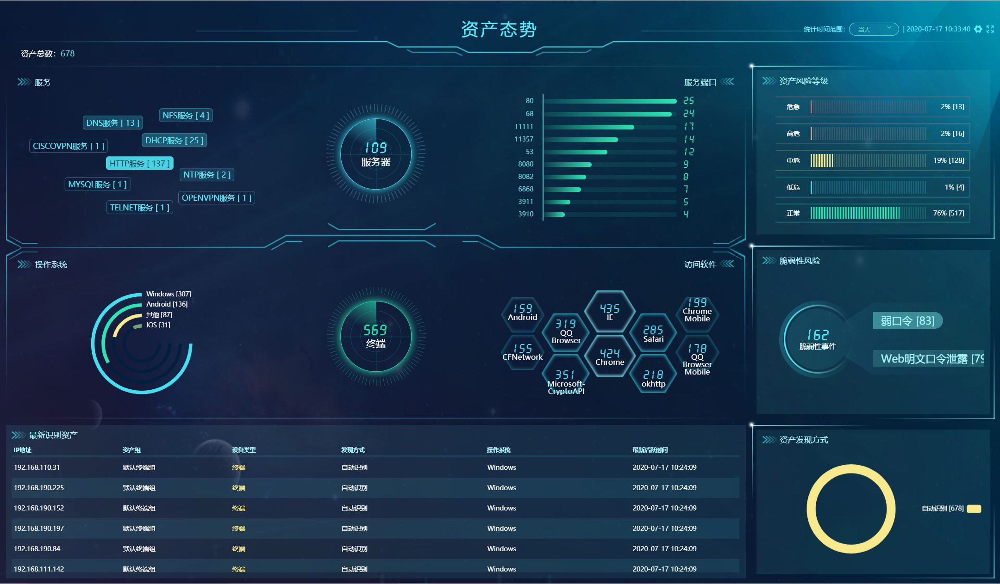 资产态势
统计时间范围: 当天 | 2020-07-17 10:33:40
资产总数: 678
服务
DNS服务 [ 13 ]
NFS服务 [ 4 ]
CISCOVPN服务 [ 1 ]
DHCP服务 [ 25 ]
HTTP服务 [ 137 ]
NTP服务 [ 2 ]
MYSQL服务 [ 1 ]
OPENVPN服务 [ 1 ]
TELNET服务 [ 1 ]
109
服务器
服务端口
80 25
68 24
11111 17
11357 14
53 12
8080 9
8082 8
6868 7
3911 5
3910 4
资产风险等级
危急 2% [13]
高危 2% [16]
中危 19% [128]
低危 1% [4]
正常 76% [517]
操作系统
Windows [307]
Android [136]
其他 [87]
IOS [31]
569
终端
访问软件
159
Android
319
QQ
Browser
435
IE
285
Safari
199
Chrome
Mobile
155
CFNetwork
351
Microsoft-
CryptoAPI
424
Chrome
218
okhttp
178
QQ
Browser
Mobile
脆弱性风险
162
脆弱性事件
弱口令 [83]
Web明文口令泄露 [79
最新识别资产
IP地址 资产组 设备类型 发现方式 操作系统 最新活跃时间
192.168.110.31 默认终端组 终端 自动识别 Windows 2020-07-17 10:24:09
192.168.190.225 默认终端组 终端 自动识别 Windows 2020-07-17 10:24:09
192.168.190.152 默认终端组 终端 自动识别 Windows 2020-07-17 10:24:09
192.168.190.197 默认终端组 终端 自动识别 Windows 2020-07-17 10:24:09
192.168.190.84 默认终端组 终端 自动识别 Windows 2020-07-17 10:24:09
192.168.111.142 默认终端组 终端 自动识别 Windows 2020-07-17 10:24:09
资产发现方式
自动识别 [678]